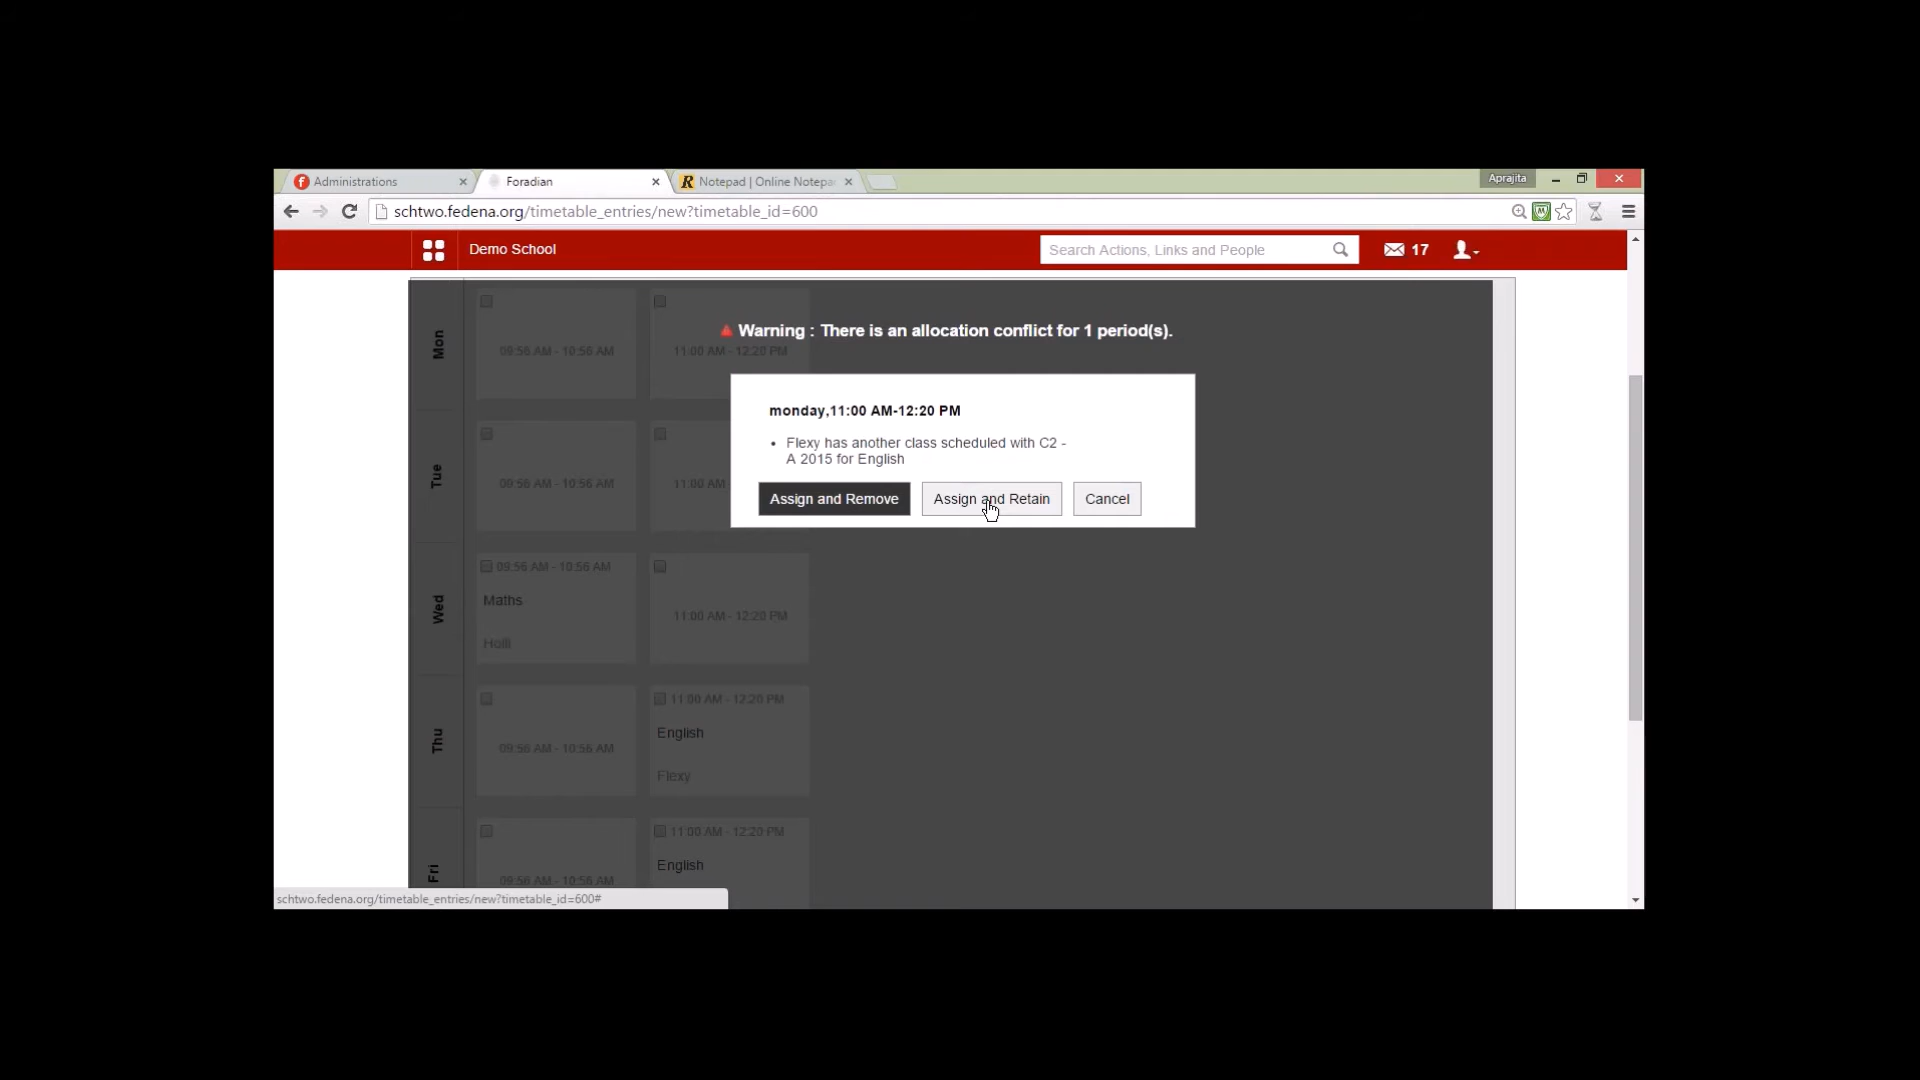 Administrations
Foradian
Notepad | Online Notepa
Aprajita
schtwo.fedena.org/timetable_entries/new?timetable_id=600
Demo School
Search Actions, Links and People
17
Warning : There is an allocation conflict for 1 period(s).
Mon
09:56 AM - 10:56 AM
11:00 AM - 12:20 PM
monday,11:00 AM-12:20 PM
Flexy has another class scheduled with C2 -
A 2015 for English
Assign and Remove
Assign and Retain
Cancel
Tue
09:56 AM - 10:56 AM
11:00 AM
Wed
09:56 AM - 10:56 AM
Maths
Holli
11:00 AM - 12:20 PM
Thu
09:56 AM - 10:56 AM
11:00 AM - 12:20 PM
English
Flexy
Fri
09:56 AM - 10:56 AM
11:00 AM - 12:20 PM
English
schtwo.fedena.org/timetable_entries/new?timetable_id=600#